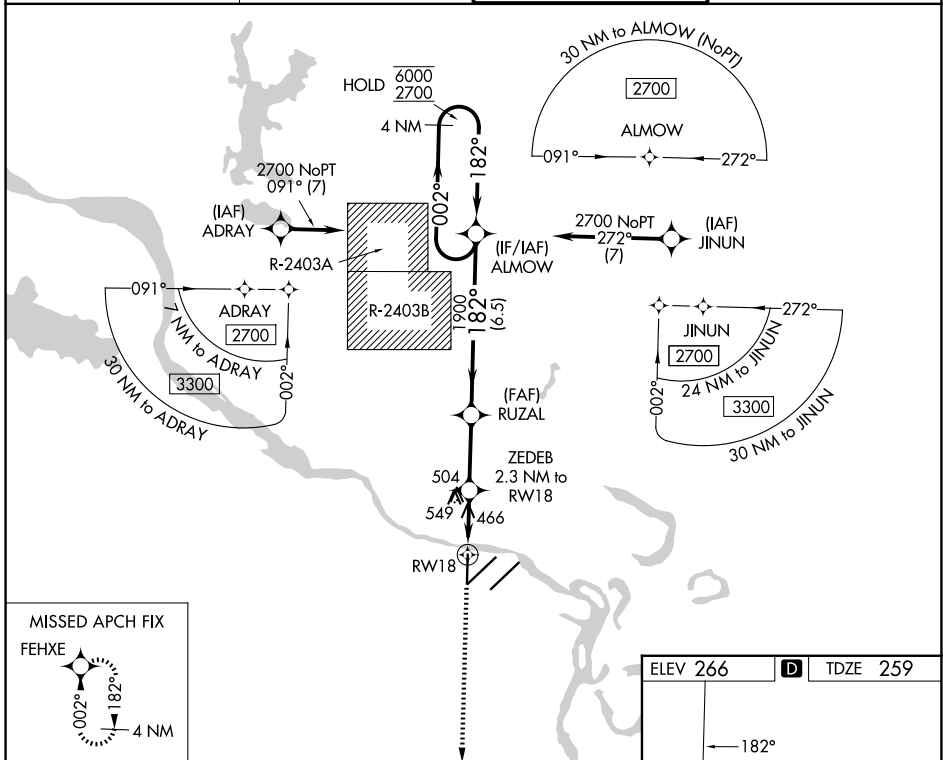 30 NM to ALMOW (NoPT)
2700
ALMOW
091°
272°
HOLD
6000
2700
4 NM
182°
002°
2700 NoPT
091° (7)
(IAF)
ADRAY
2700 NoPT
272°
(7)
(IAF)
JINUN
(IF/IAF)
ALMOW
R-2403A
R-2403B
1900
182°
(6.5)
091°
ADRAY
2700
7 NM to ADRAY
3300
30 NM to ADRAY
002°
272°
JINUN
2700
24 NM to JINUN
002°
3300
30 NM to JINUN
(FAF)
RUZAL
ZEDEB
2.3 NM to
RW18
504
549
466
RW18
MISSED APCH FIX
FEHXE
002°
182°
4 NM
ELEV 266
D
TDZE 259
182°